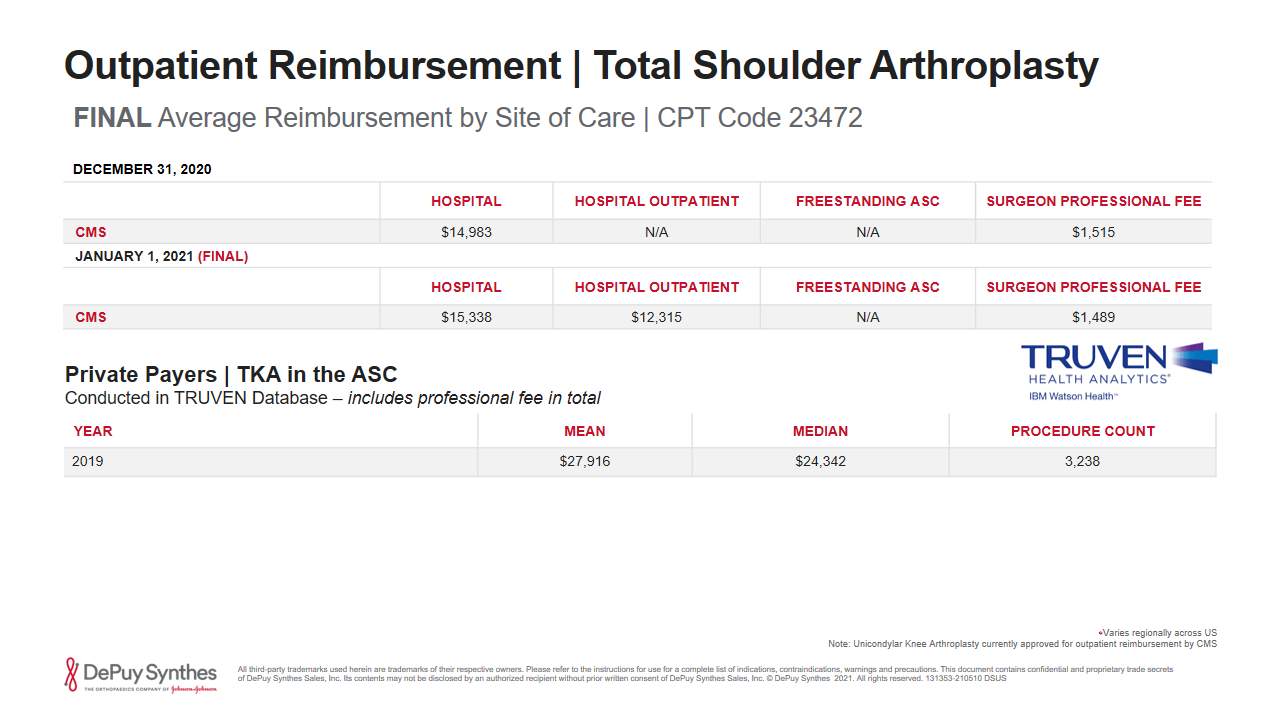 Outpatient Reimbursement | Total Shoulder Arthroplasty
FINAL Average Reimbursement by Site of Care | CPT Code 23472
DECEMBER 31, 2020
HOSPITAL HOSPITAL OUTPATIENT FREESTANDING ASC SURGEON PROFESSIONAL FEE
CMS $14,983 N/A N/A $1,515
JANUARY 1, 2021 (FINAL)
HOSPITAL HOSPITAL OUTPATIENT FREESTANDING ASC SURGEON PROFESSIONAL FEE
CMS $15,338 $12,315 N/A $1,489
TRUVEN
HEALTH ANALYTICS®
IBM Watson Health™
Private Payers | TKA in the ASC
Conducted in TRUVEN Database – includes professional fee in total
YEAR MEAN MEDIAN PROCEDURE COUNT
2019 $27,916 $24,342 3,238
•Varies regionally across US
Note: Unicondylar Knee Arthroplasty currently approved for outpatient reimbursement by CMS
DePuy Synthes
THE ORTHOPAEDICS COMPANY OF Johnson & Johnson
All third-party trademarks used herein are trademarks of their respective owners. Please refer to the instructions for use for a complete list of indications, contraindications, warnings and precautions. This document contains confidential and proprietary trade secrets
of DePuy Synthes Sales, Inc. Its contents may not be disclosed by an authorized recipient without prior written consent of DePuy Synthes Sales, Inc. © DePuy Synthes 2021. All rights reserved. 131353-210510 DSUS